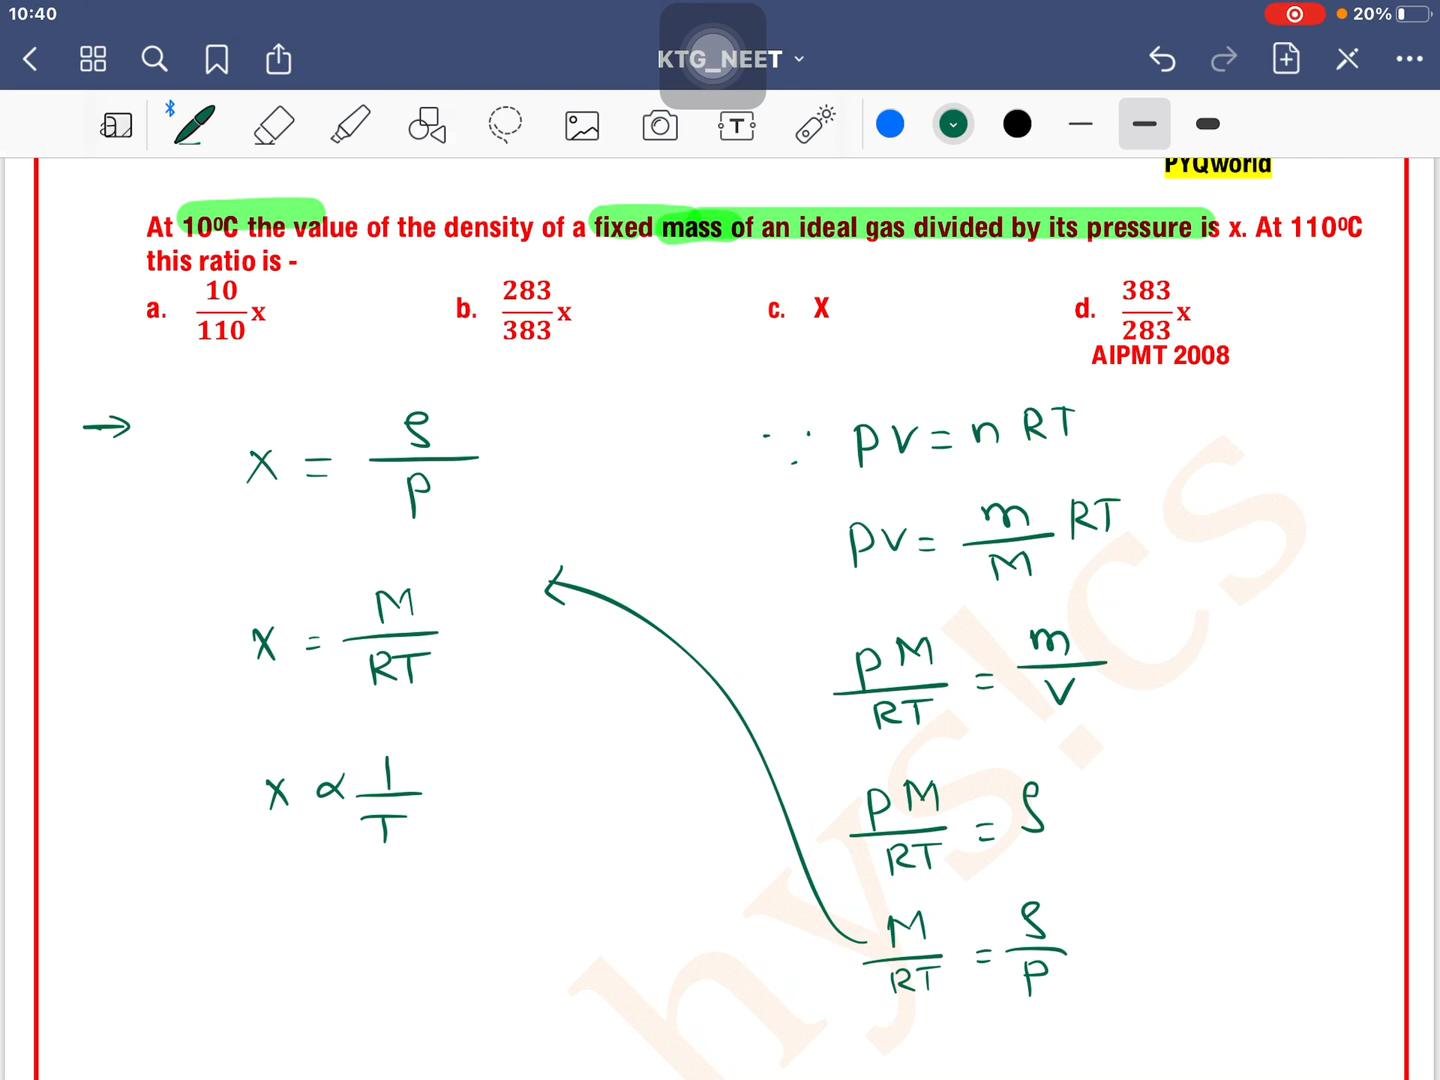 10:40
20%
KTG_NEET
T
PYQworld
At 10⁰C the value of the density of a fixed mass of an ideal gas divided by its pressure is x. At 110⁰C
this ratio is -
a. 10/110 x b. 283/383 x c. X d. 383/283 x
AIPMT 2008
→ x = ρ/P
x = M/RT
x ∝ 1/T
∵ PV = nRT
PV = m/M RT
PM/RT = m/V
PM/RT = ρ
M/RT = ρ/P
hys!cs